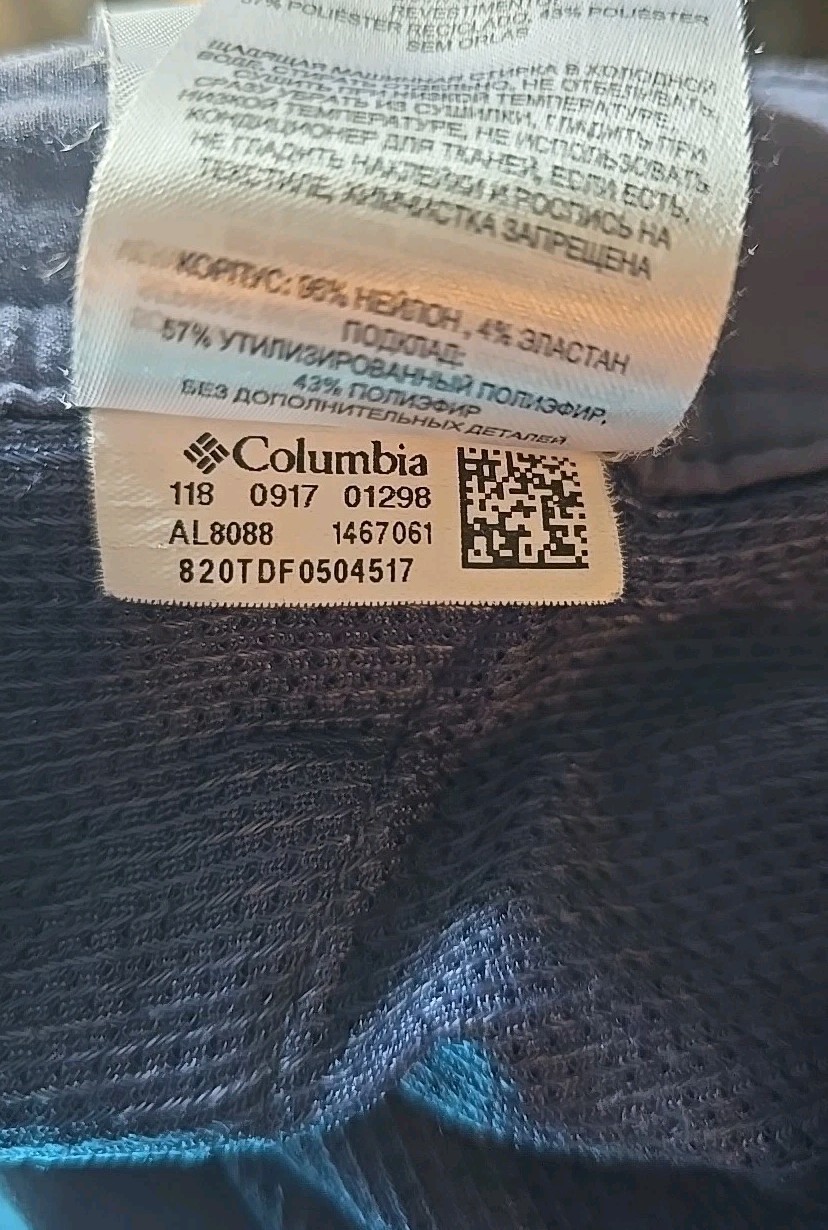 REVESTIMENTO
57% POLIÉSTER RECICLADO, 43% POLIÉSTER
SEM ORLAS
ЩАДЯЩАЯ МАШИННАЯ СТИРКА В ХОЛОДНОЙ
ВОДЕ, СТИРАТЬ НЕ ОТБЕЛИВАТЬ,
СУШИТЬ ПРИ НИЗКОЙ ТЕМПЕРАТУРЕ,
СРАЗУ УБРАТЬ ИЗ СУШИЛКИ, ГЛАДИТЬ ПРИ
НИЗКОЙ ТЕМПЕРАТУРЕ, НЕ ИСПОЛЬЗОВАТЬ
КОНДИЦИОНЕР ДЛЯ ТКАНЕЙ, ЕСЛИ ЕСТЬ,
НЕ ГЛАДИТЬ НАКЛЕЙКИ И РОСПИСЬ НА
ТЕКСТИЛЕ, ХИМЧИСТКА ЗАПРЕЩЕНА
КОРПУС: 96% НЕЙЛОН, 4% ЭЛАСТАН
ПОДКЛАД:
57% УТИЛИЗИРОВАННЫЙ ПОЛИЭФИР,
43% ПОЛИЭФИР
БЕЗ ДОПОЛНИТЕЛЬНЫХ ДЕТАЛЕЙ
Columbia
118 0917 01298
AL8088 1467061
820TDF0504517